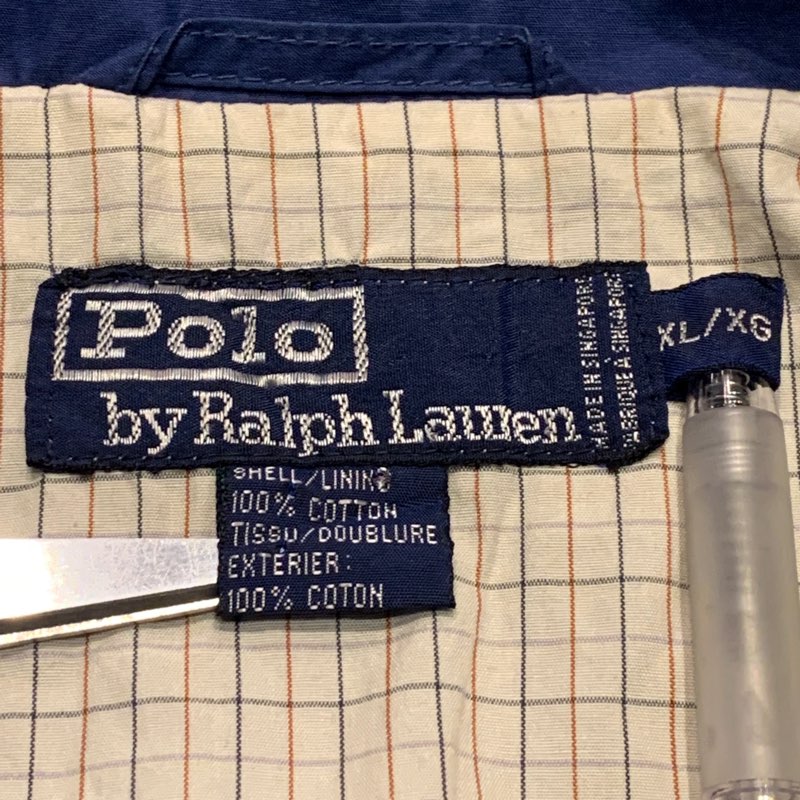 Polo
by Ralph Lauren
MADE IN SINGAPORE
FABRIQUE À SINGAPORE
XL/XG
SHELL/LINING
100% COTTON
TISSU/DOUBLURE
EXTÉRIER:
100% COTON